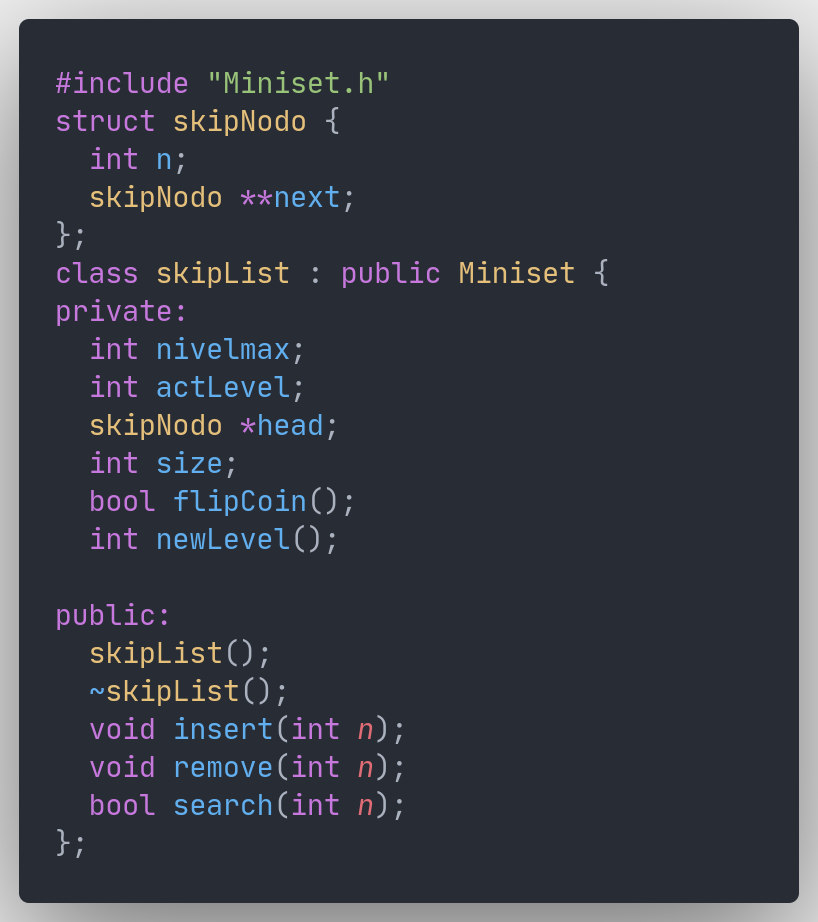 #include "Miniset.h"
struct skipNodo {
  int n;
  skipNodo **next;
};
class skipList : public Miniset {
private:
  int nivelmax;
  int actLevel;
  skipNodo *head;
  int size;
  bool flipCoin();
  int newLevel();

public:
  skipList();
  ~skipList();
  void insert(int n);
  void remove(int n);
  bool search(int n);
};